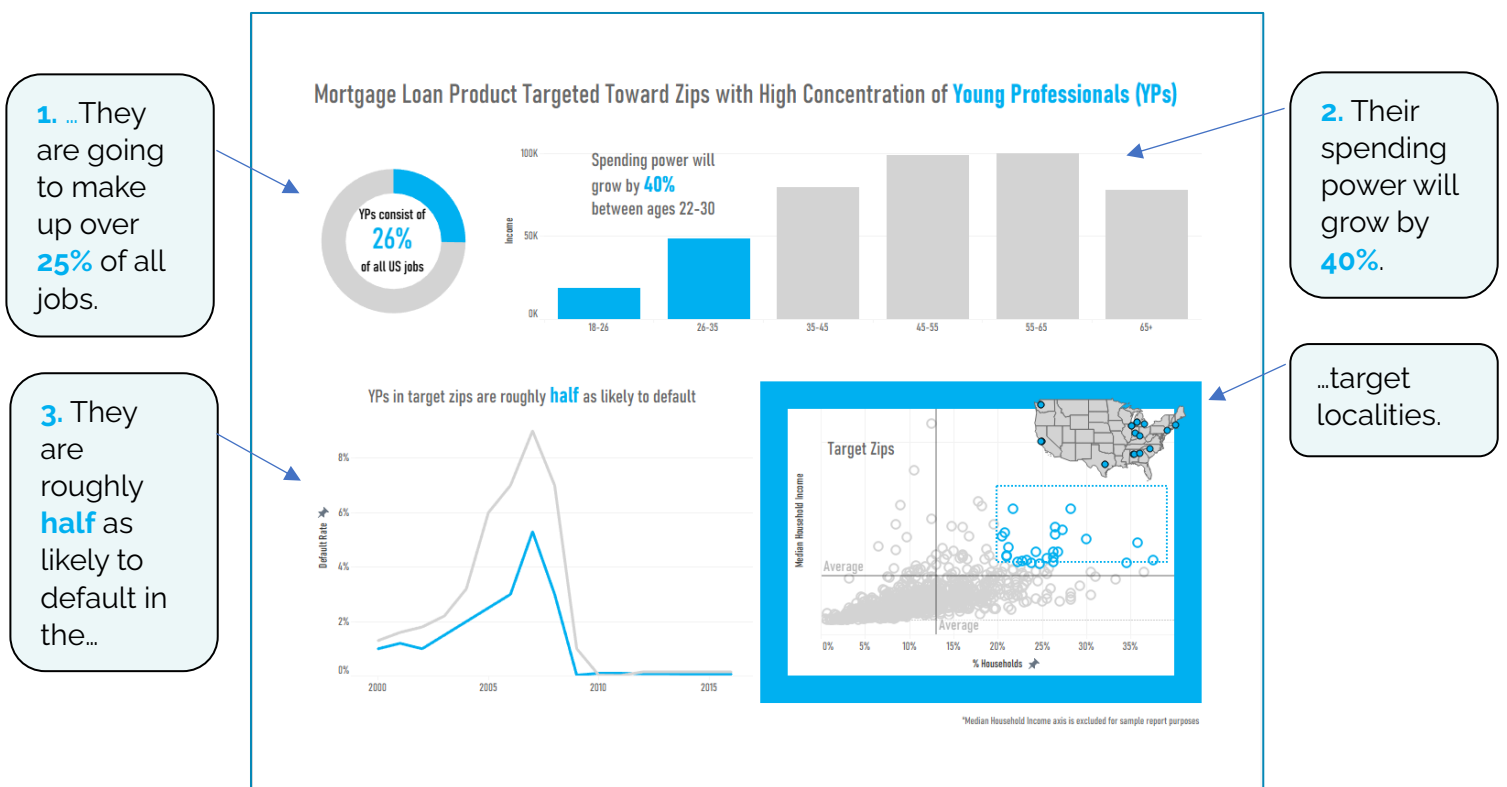 Mortgage Loan Product Targeted Toward Zips with High Concentration of Young Professionals (YPs)
1. ...They
are going
to make
up over
25% of all
jobs.
YPs consist of
26%
of all US jobs
Spending power will
grow by 40%
between ages 22-30
Income
100K
50K
0K
18-26
26-35
35-45
45-55
55-65
65+
2. Their
spending
power will
grow by
40%.
3. They
are
roughly
half as
likely to
default in
the...
YPs in target zips are roughly half as likely to default
Default Rate
8%
6%
4%
2%
0%
2000
2005
2010
2015
...target
localities.
Target Zips
Median Household Income
Average
Average
0%
5%
10%
15%
20%
25%
30%
35%
% Households
*Median Household Income axis is excluded for sample report purposes